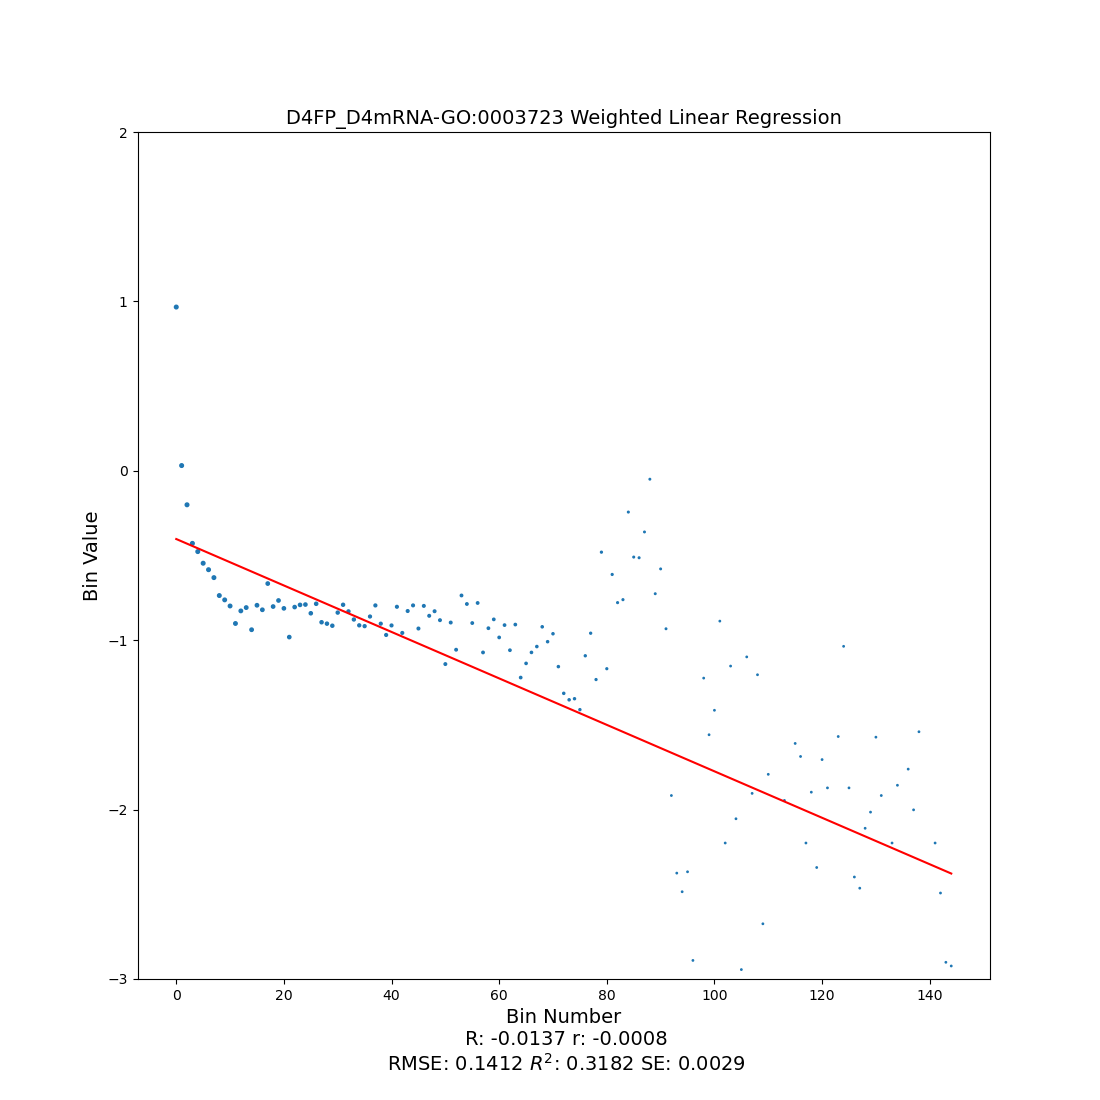 D4FP_D4mRNA-GO:0003723 Weighted Linear Regression
2
1
0
−1
−2
−3
Bin Value
0 20 40 60 80 100 120 140
Bin Number
R: -0.0137 r: -0.0008
RMSE: 0.1412 R²: 0.3182 SE: 0.0029